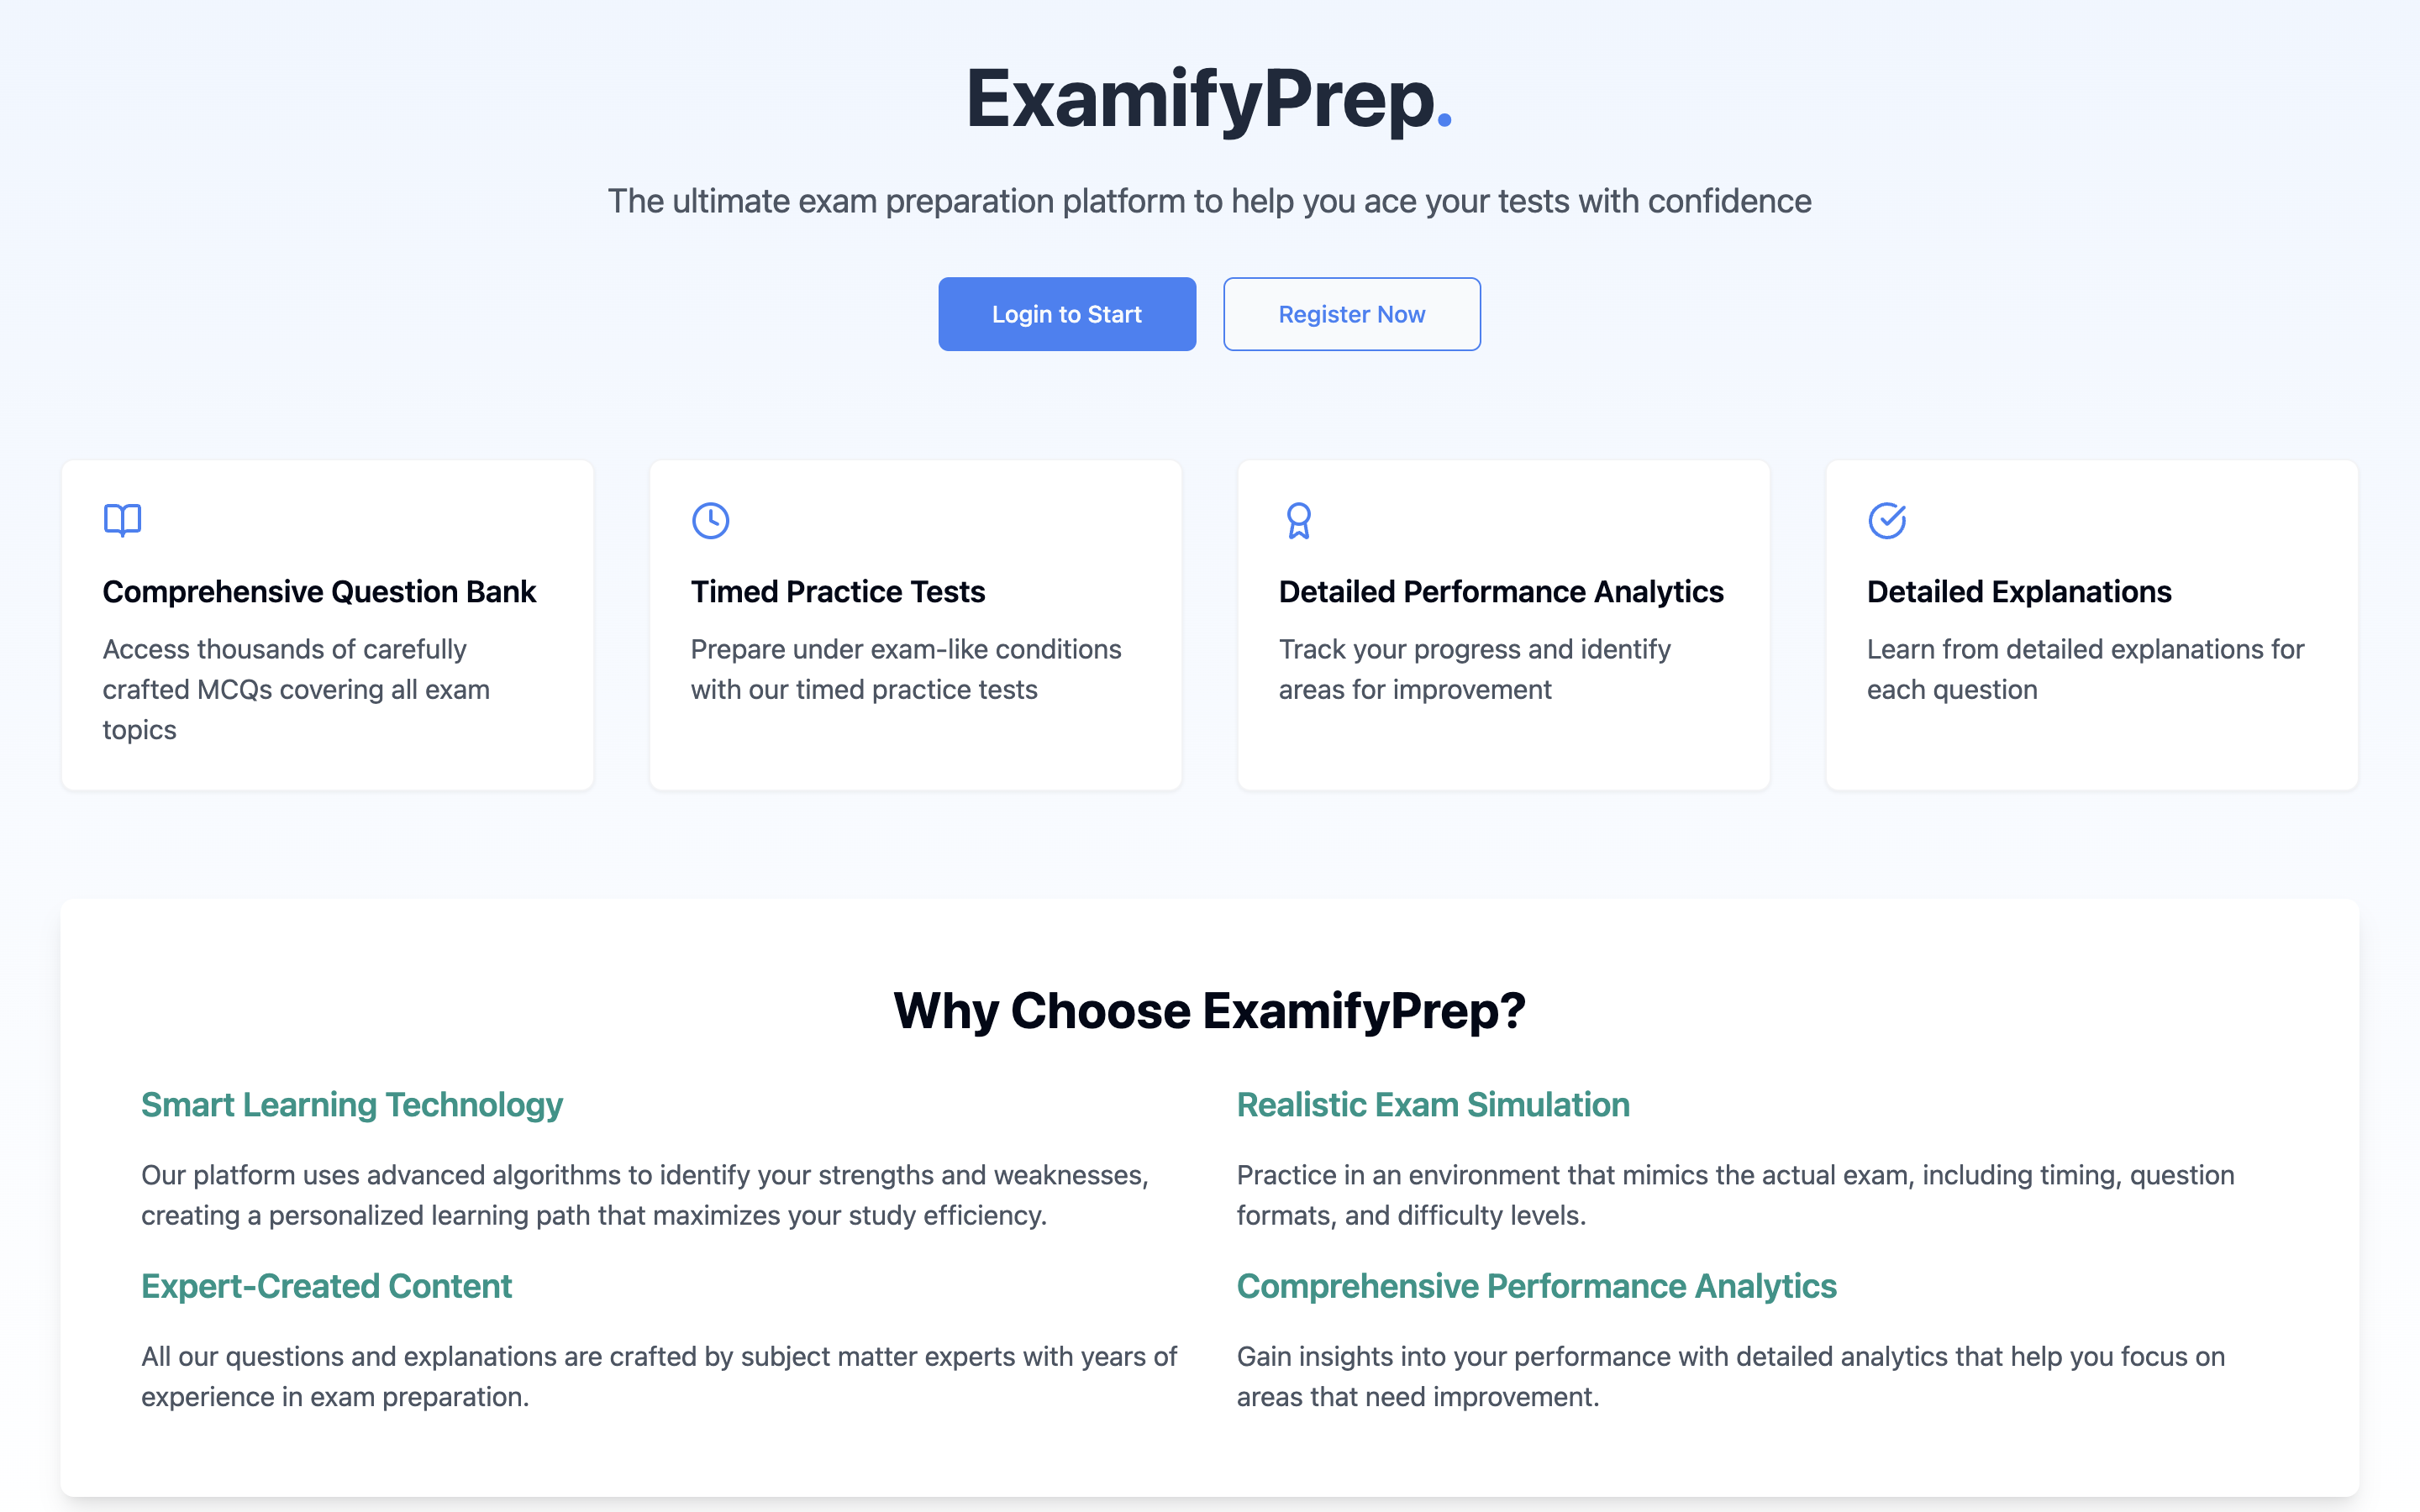 ExamifyPrep.
The ultimate exam preparation platform to help you ace your tests with confidence
Login to Start
Register Now
Comprehensive Question Bank
Access thousands of carefully
crafted MCQs covering all exam
topics
Timed Practice Tests
Prepare under exam-like conditions
with our timed practice tests
Detailed Performance Analytics
Track your progress and identify
areas for improvement
Detailed Explanations
Learn from detailed explanations for
each question
Why Choose ExamifyPrep?
Smart Learning Technology
Our platform uses advanced algorithms to identify your strengths and weaknesses,
creating a personalized learning path that maximizes your study efficiency.
Realistic Exam Simulation
Practice in an environment that mimics the actual exam, including timing, question
formats, and difficulty levels.
Expert-Created Content
All our questions and explanations are crafted by subject matter experts with years of
experience in exam preparation.
Comprehensive Performance Analytics
Gain insights into your performance with detailed analytics that help you focus on
areas that need improvement.